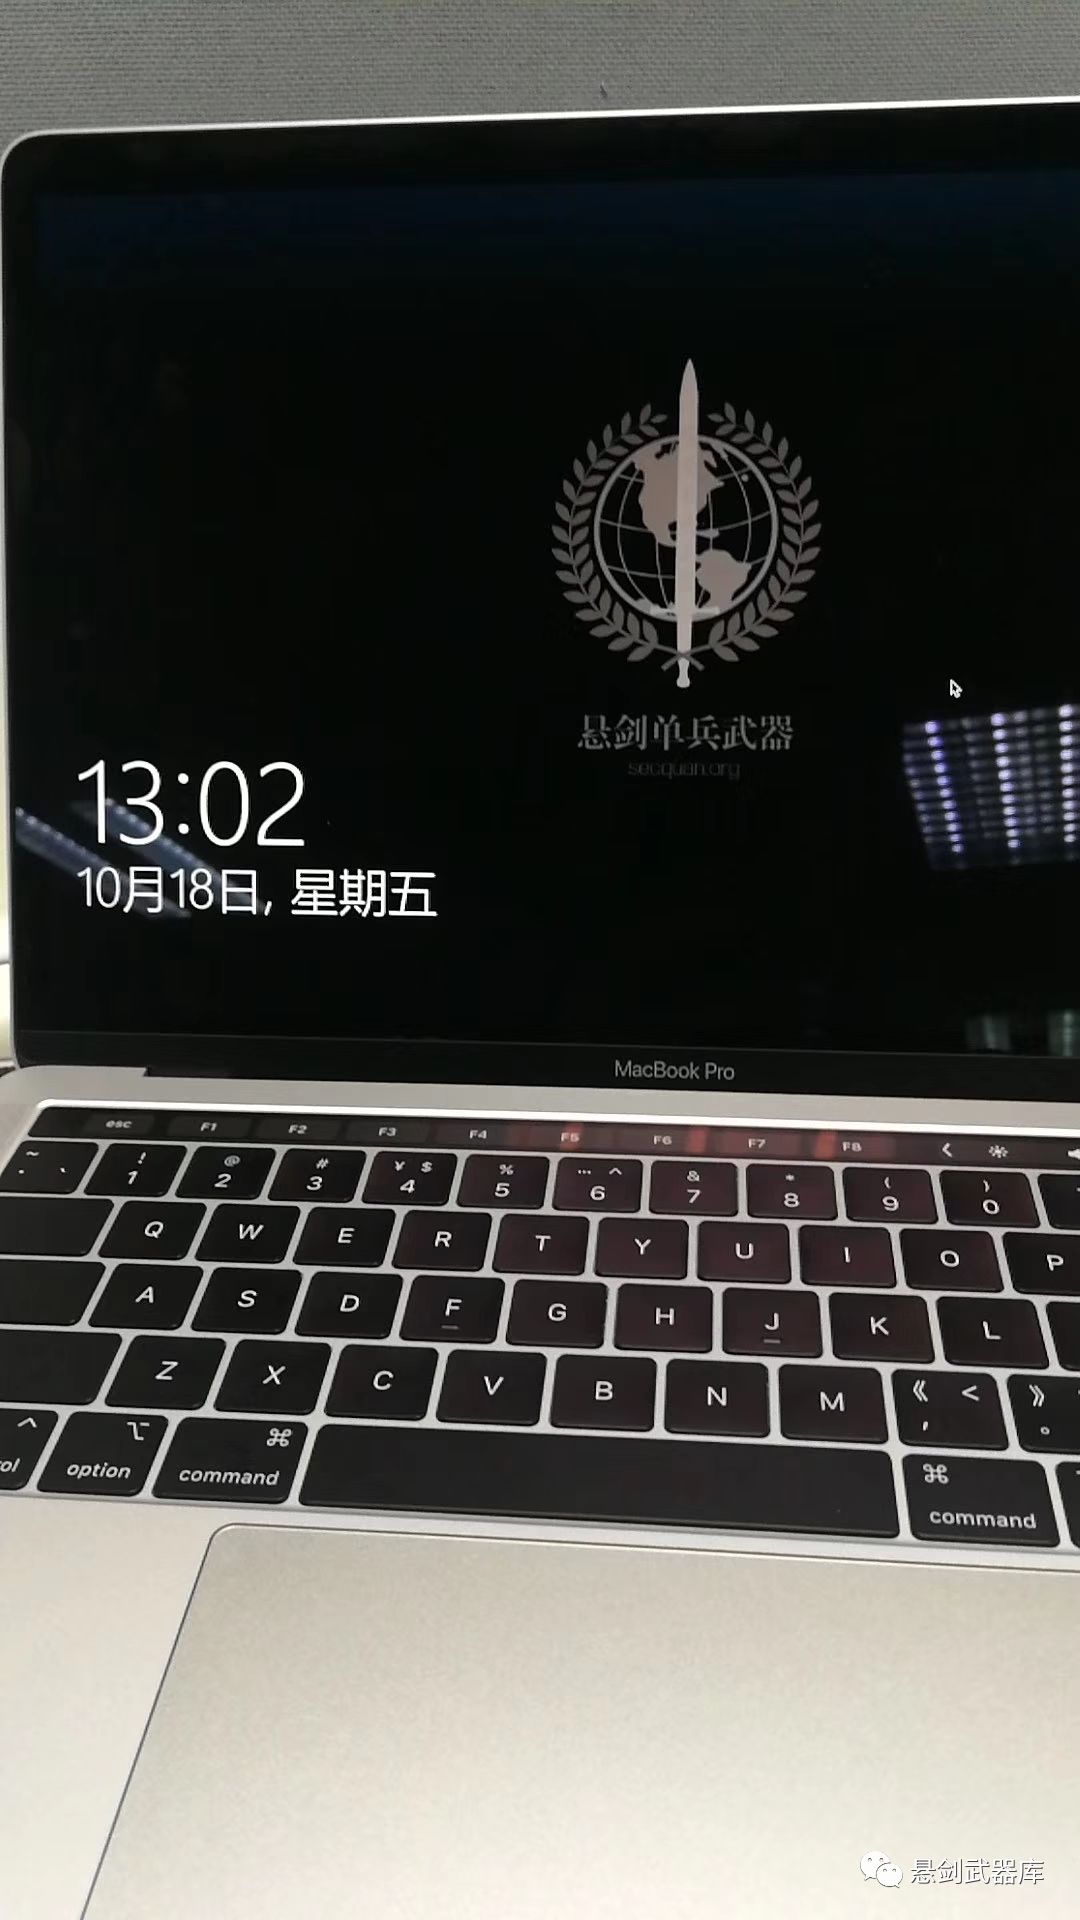 悬剑单兵武器
secquan.org
13:02
10月18日, 星期五
MacBook Pro
esc F1 F2 F3 F4 F5 F6 F7 F8
~ ! @ # ¥ $ % … ^ & * ( )
· ` 1 2 3 4 5 6 7 8 9 0
Q W E R T Y U I O P
A S D F G H J K L
Z X C V B N M 《 < 》
, 。
⌃ ⌥ ⌘ ⌘
rol option command command
悬剑武器库